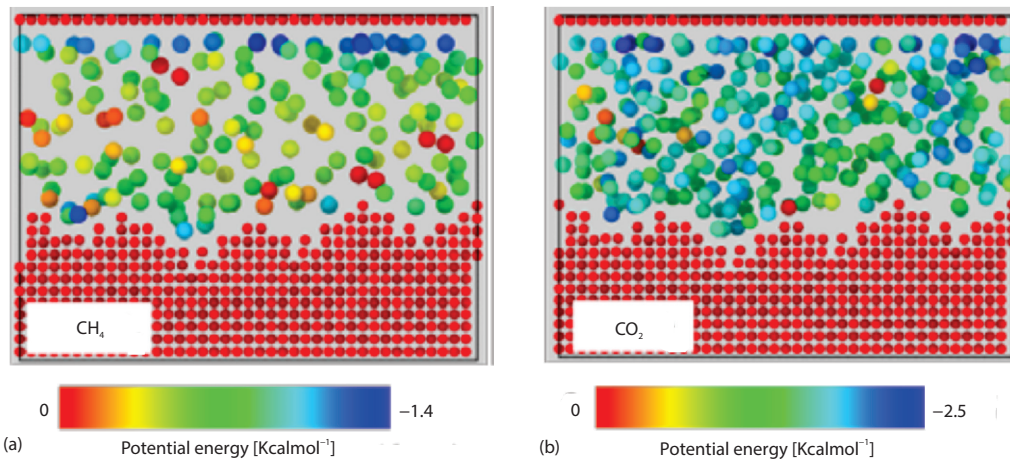 CH₄
CO₂
0 −1.4
0 −2.5
(a) Potential energy [Kcalmol⁻¹]
(b) Potential energy [Kcalmol⁻¹]